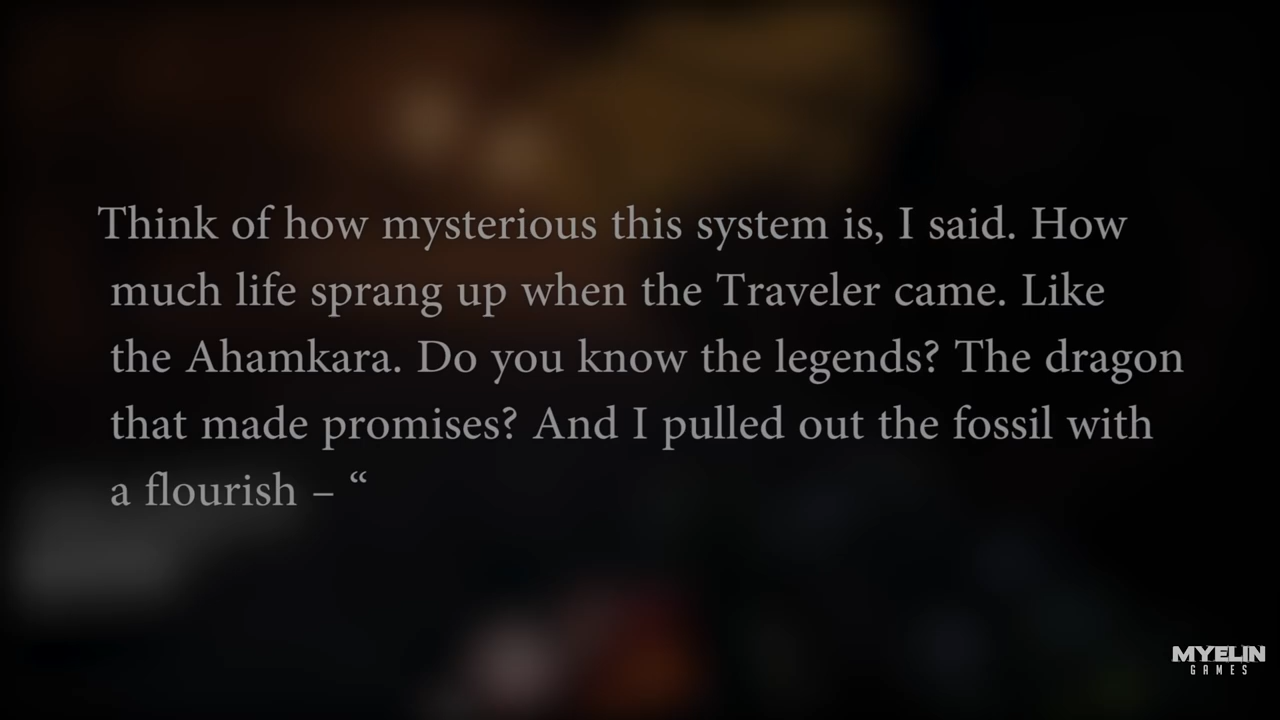 Think of how mysterious this system is, I said. How
much life sprang up when the Traveler came. Like
the Ahamkara. Do you know the legends? The dragon
that made promises? And I pulled out the fossil with
a flourish – “
MYELIN
GAMES